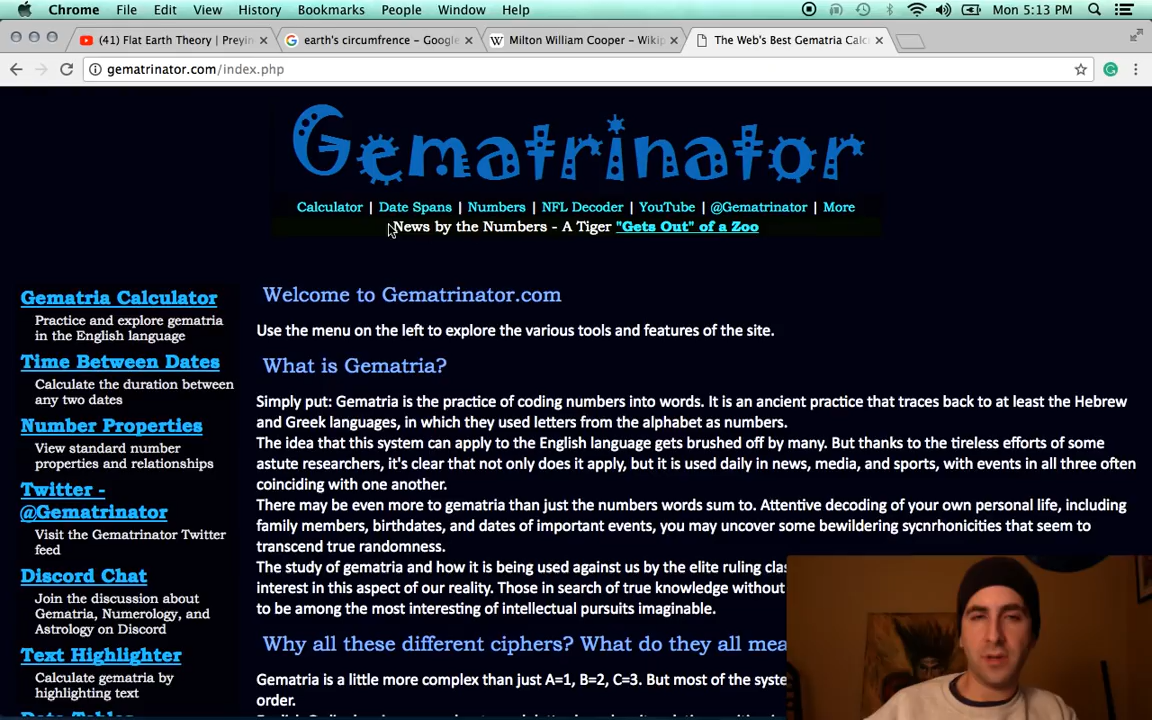 Chrome File Edit View History Bookmarks People Window Help Mon 5:13 PM
(41) Flat Earth Theory | Preyin earth's circumfrence - Google Milton William Cooper - Wikip The Web's Best Gematria Calc
gematrinator.com/index.php
Gematrinator
Calculator | Date Spans | Numbers | NFL Decoder | YouTube | @Gematrinator | More
News by the Numbers - A Tiger "Gets Out" of a Zoo
Gematria Calculator
Practice and explore gematria
in the English language
Time Between Dates
Calculate the duration between
any two dates
Number Properties
View standard number
properties and relationships
Twitter -
@Gematrinator
Visit the Gematrinator Twitter
feed
Discord Chat
Join the discussion about
Gematria, Numerology, and
Astrology on Discord
Text Highlighter
Calculate gematria by
highlighting text
Data Tables
Welcome to Gematrinator.com
Use the menu on the left to explore the various tools and features of the site.
What is Gematria?
Simply put: Gematria is the practice of coding numbers into words. It is an ancient practice that traces back to at least the Hebrew
and Greek languages, in which they used letters from the alphabet as numbers.
The idea that this system can apply to the English language gets brushed off by many. But thanks to the tireless efforts of some
astute researchers, it's clear that not only does it apply, but it is used daily in news, media, and sports, with events in all three often
coinciding with one another.
There may be even more to gematria than just the numbers words sum to. Attentive decoding of your own personal life, including
family members, birthdates, and dates of important events, you may uncover some bewildering sycnrhonicities that seem to
transcend true randomness.
The study of gematria and how it is being used against us by the elite ruling clas
interest in this aspect of our reality. Those in search of true knowledge without
to be among the most interesting of intellectual pursuits imaginable.
Why all these different ciphers? What do they all mea
Gematria is a little more complex than just A=1, B=2, C=3. But most of the syste
order.